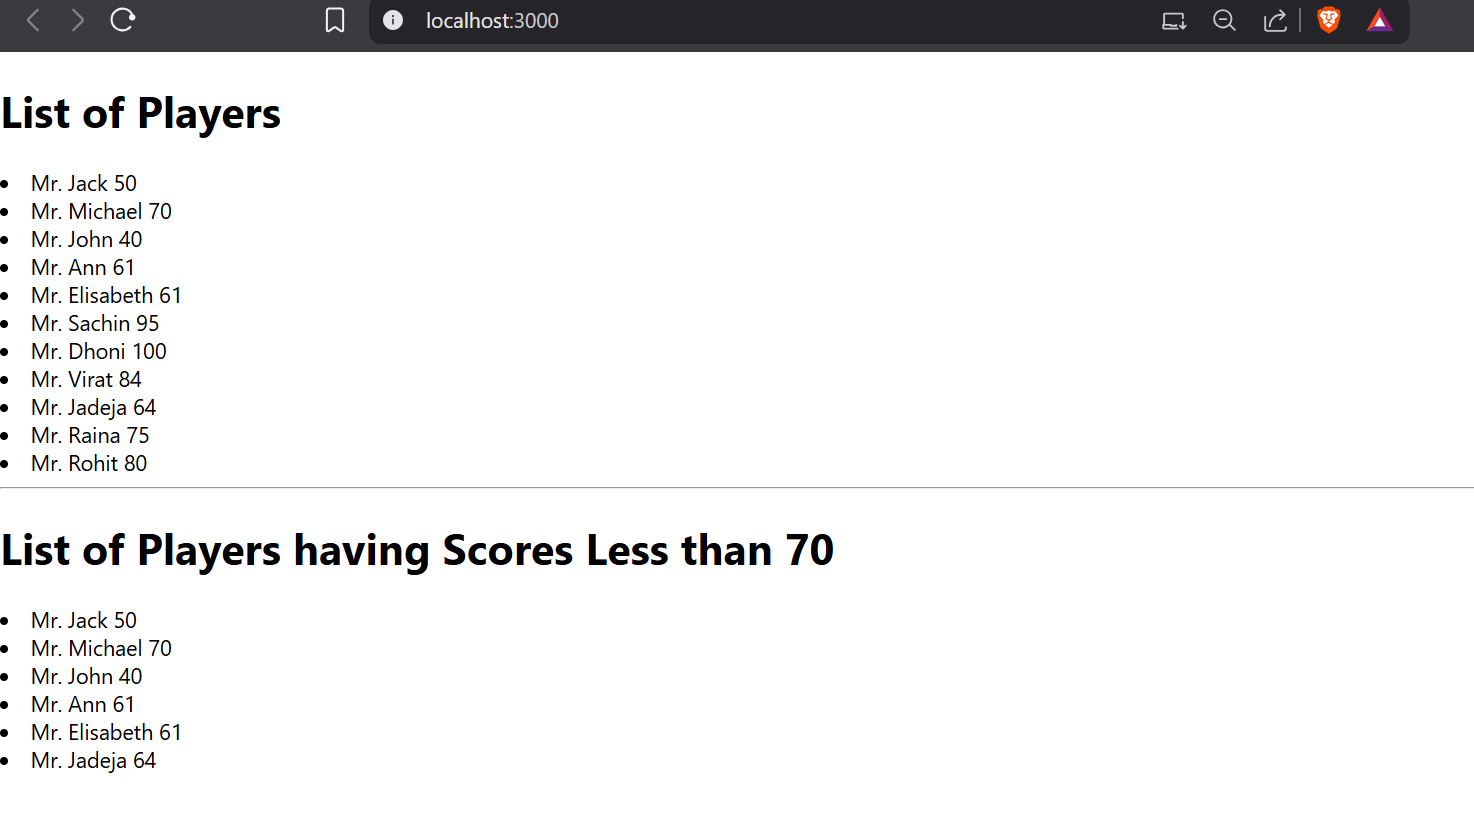 localhost:3000
List of Players
Mr. Jack 50
Mr. Michael 70
Mr. John 40
Mr. Ann 61
Mr. Elisabeth 61
Mr. Sachin 95
Mr. Dhoni 100
Mr. Virat 84
Mr. Jadeja 64
Mr. Raina 75
Mr. Rohit 80
List of Players having Scores Less than 70
Mr. Jack 50
Mr. Michael 70
Mr. John 40
Mr. Ann 61
Mr. Elisabeth 61
Mr. Jadeja 64